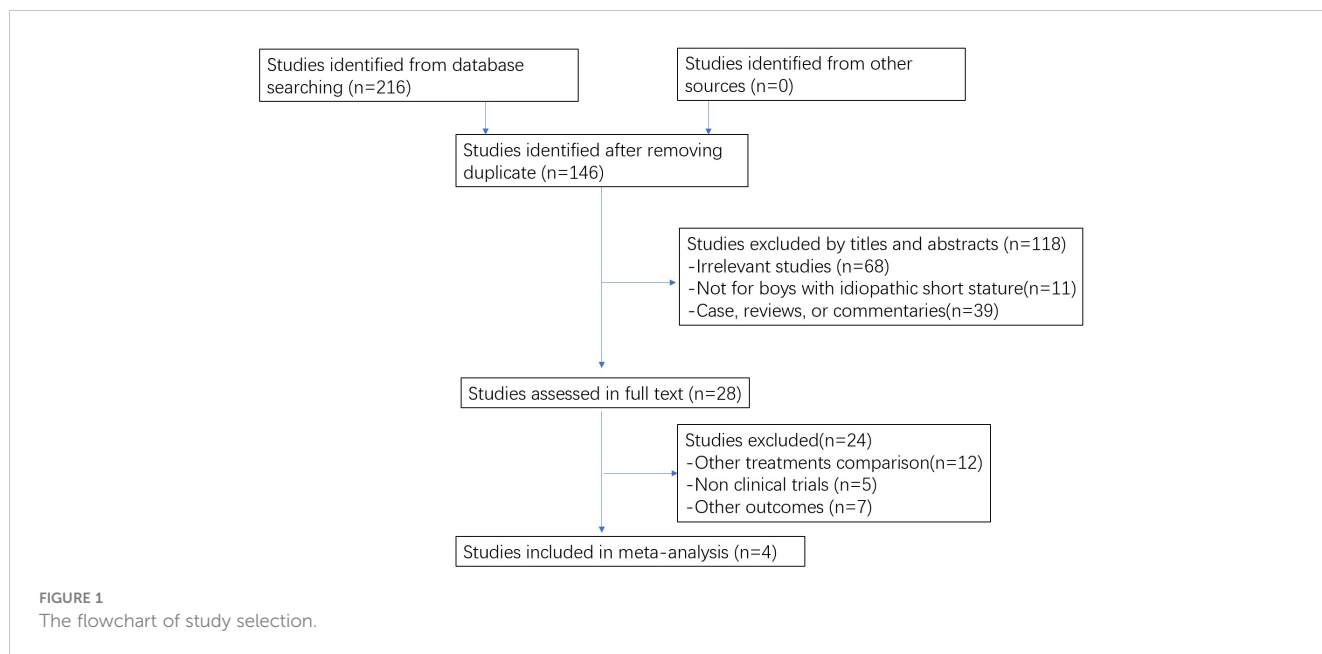 Studies identified from database
searching (n=216)
Studies identified from other
sources (n=0)
Studies identified after removing
duplicate (n=146)
Studies excluded by titles and abstracts (n=118)
-Irrelevant studies (n=68)
-Not for boys with idiopathic short stature(n=11)
-Case, reviews, or commentaries(n=39)
Studies assessed in full text (n=28)
Studies excluded(n=24)
-Other treatments comparison(n=12)
-Non clinical trials (n=5)
-Other outcomes (n=7)
Studies included in meta-analysis (n=4)
FIGURE 1
The flowchart of study selection.